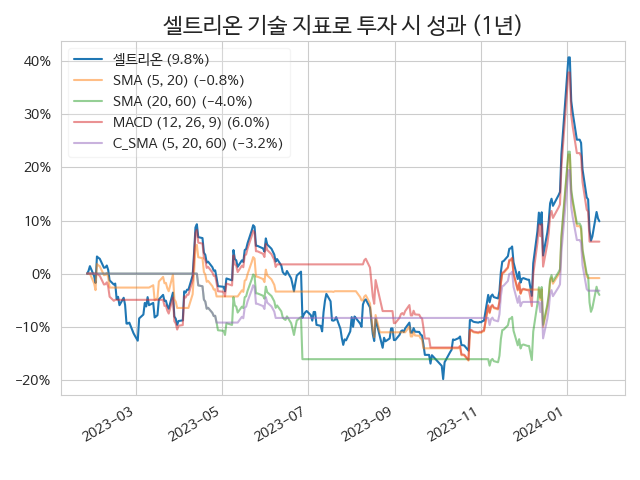 셀트리온 기술 지표로 투자 시 성과 (1년)
셀트리온 (9.8%)
SMA (5, 20) (−0.8%)
SMA (20, 60) (−4.0%)
MACD (12, 26, 9) (6.0%)
C_SMA (5, 20, 60) (−3.2%)
40%
30%
20%
10%
0%
−10%
−20%
2023−03
2023−05
2023−07
2023−09
2023−11
2024−01